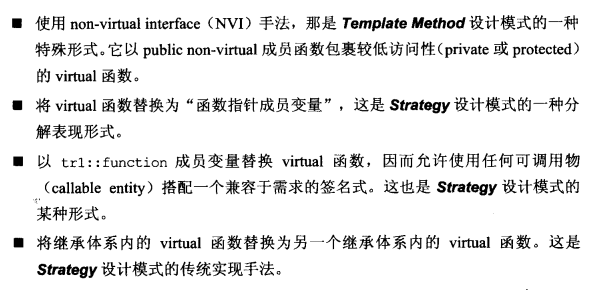 ■ 使用 non-virtual interface（NVI）手法，那是 Template Method 设计模式的一种
特殊形式。它以 public non-virtual 成员函数包裹较低访问性（private 或 protected）
的 virtual 函数。
■ 将 virtual 函数替换为“函数指针成员变量”，这是 Strategy 设计模式的一种分
解表现形式。
■ 以 tr1::function 成员变量替换 virtual 函数，因而允许使用任何可调用物
（callable entity）搭配一个兼容于需求的签名式。这也是 Strategy 设计模式的
某种形式。
■ 将继承体系内的 virtual 函数替换为另一个继承体系内的 virtual 函数。这是
Strategy 设计模式的传统实现手法。